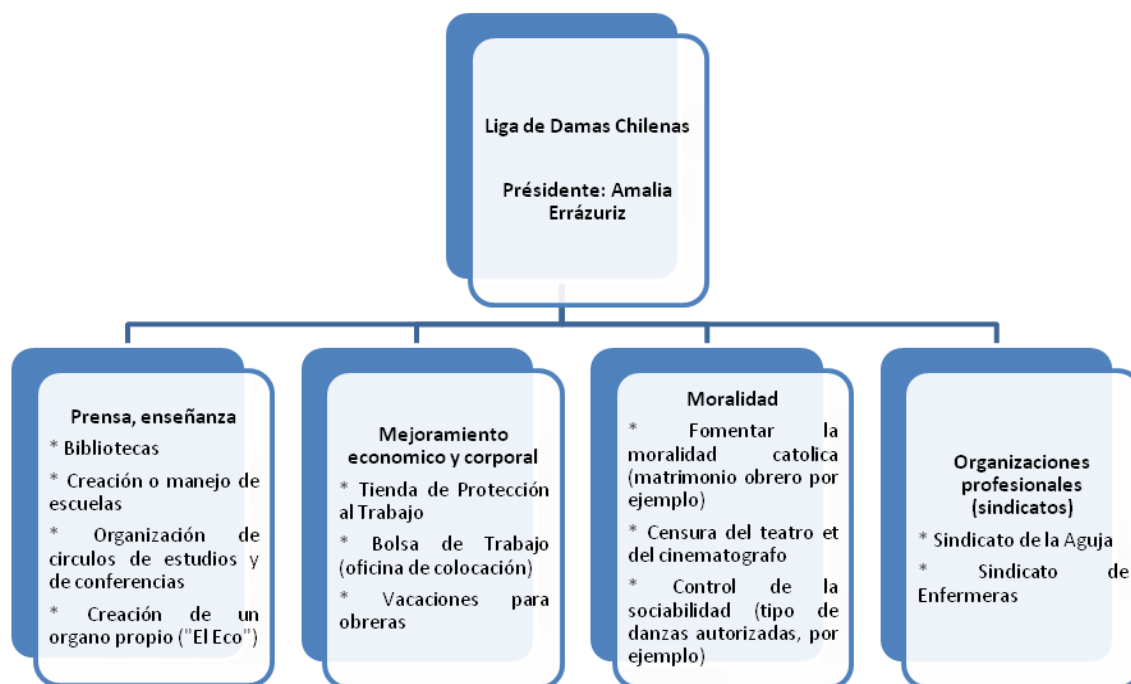 Liga de Damas Chilenas
Présidente: Amalia
Errázuriz
Prensa, enseñanza
* Bibliotecas
* Creación o manejo de
escuelas
* Organización de
circulos de estudios y
de conferencias
* Creación de un
organo propio ("El Eco")
Mejoramiento
economico y corporal
* Tienda de Protección
al Trabajo
* Bolsa de Trabajo
(oficina de colocación)
* Vacaciones para
obreras
Moralidad
* Fomentar la
moralidad catolica
(matrimonio obrero por
ejemplo)
* Censura del teatro et
del cinematografo
* Control de la
sociabilidad (tipo de
danzas autorizadas, por
ejemplo)
Organizaciones
profesionales
(sindicatos)
* Sindicato de la Aguja
* Sindicato de
Enfermeras